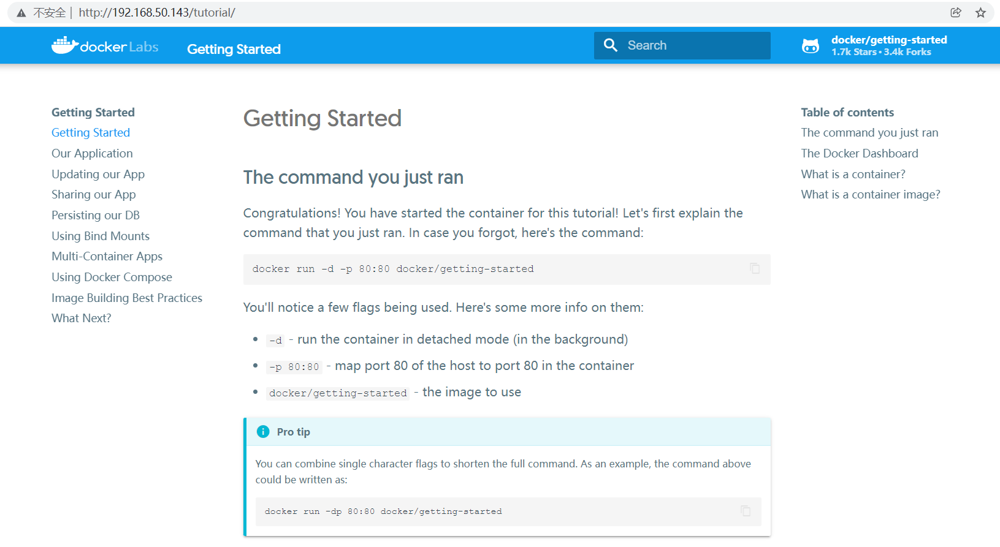 不安全 | http://192.168.50.143/tutorial/
docker Labs
Getting Started
Search
docker/getting-started
1.7k Stars • 3.4k Forks
Getting Started
Getting Started
Our Application
Updating our App
Sharing our App
Persisting our DB
Using Bind Mounts
Multi-Container Apps
Using Docker Compose
Image Building Best Practices
What Next?
Getting Started
The command you just ran
Congratulations! You have started the container for this tutorial! Let's first explain the
command that you just ran. In case you forgot, here's the command:
docker run -d -p 80:80 docker/getting-started
You'll notice a few flags being used. Here's some more info on them:
• -d - run the container in detached mode (in the background)
• -p 80:80 - map port 80 of the host to port 80 in the container
• docker/getting-started - the image to use
Pro tip
You can combine single character flags to shorten the full command. As an example, the command above
could be written as:
docker run -dp 80:80 docker/getting-started
Table of contents
The command you just ran
The Docker Dashboard
What is a container?
What is a container image?